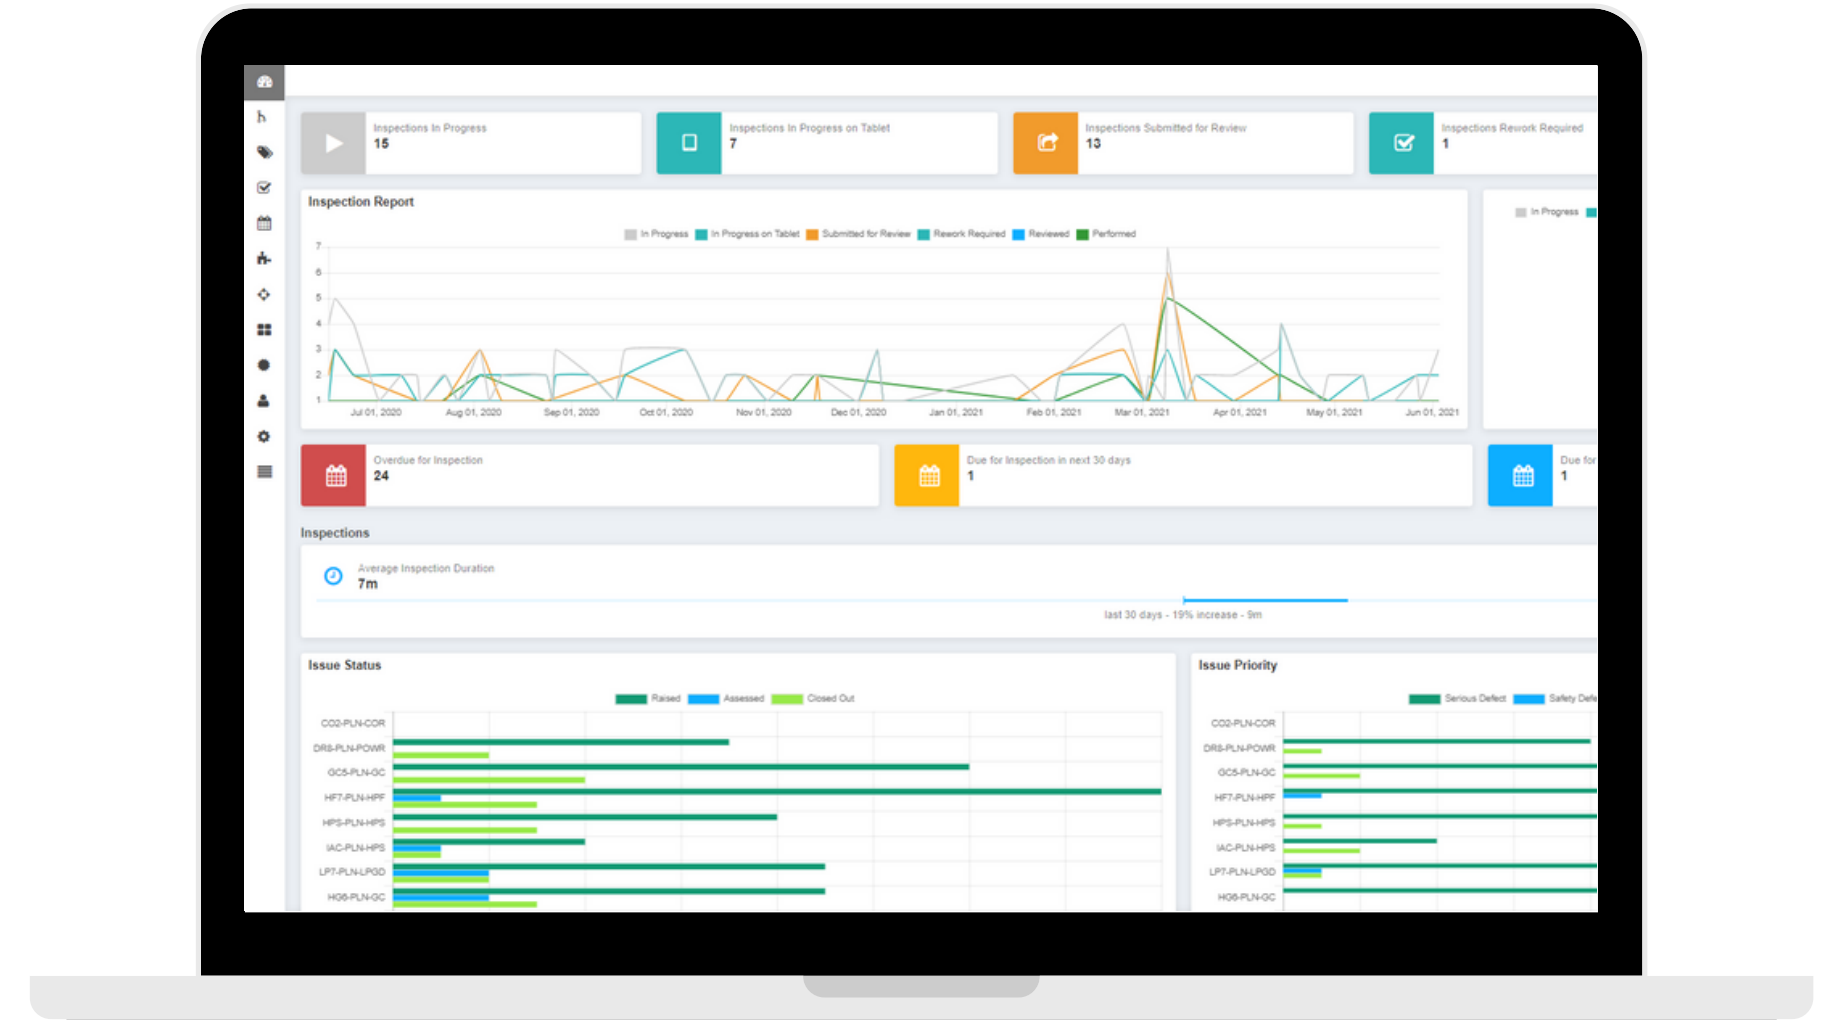 Inspections In Progress
15
Inspections In Progress on Tablet
7
Inspections Submitted for Review
13
Inspections Rework Required
1
Inspection Report
In Progress
In Progress on Tablet
Submitted for Review
Rework Required
Reviewed
Performed
In Progress
7
6
5
4
3
2
1
Jul 01, 2020
Aug 01, 2020
Sep 01, 2020
Oct 01, 2020
Nov 01, 2020
Dec 01, 2020
Jan 01, 2021
Feb 01, 2021
Mar 01, 2021
Apr 01, 2021
May 01, 2021
Jun 01, 2021
Overdue for Inspection
24
Due for Inspection in next 30 days
1
Due for
1
Inspections
Average Inspection Duration
7m
last 30 days - 19% increase - 9m
Issue Status
Raised
Assessed
Closed Out
CO2-PLN-COR
DR8-PLN-POWR
GC5-PLN-GC
HF7-PLN-HPF
HPS-PLN-HPS
IAC-PLN-HPS
LP7-PLN-LPGD
HG6-PLN-GC
Issue Priority
Serious Defect
Safety Defe
CO2-PLN-COR
DR8-PLN-POWR
GC5-PLN-GC
HF7-PLN-HPF
HPS-PLN-HPS
IAC-PLN-HPS
LP7-PLN-LPGD
HG6-PLN-GC